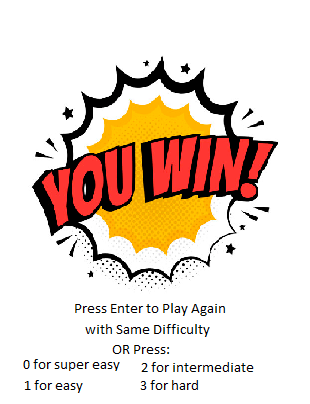 YOU WIN!
Press Enter to Play Again
with Same Difficulty
OR Press:
0 for super easy 2 for intermediate
1 for easy 3 for hard